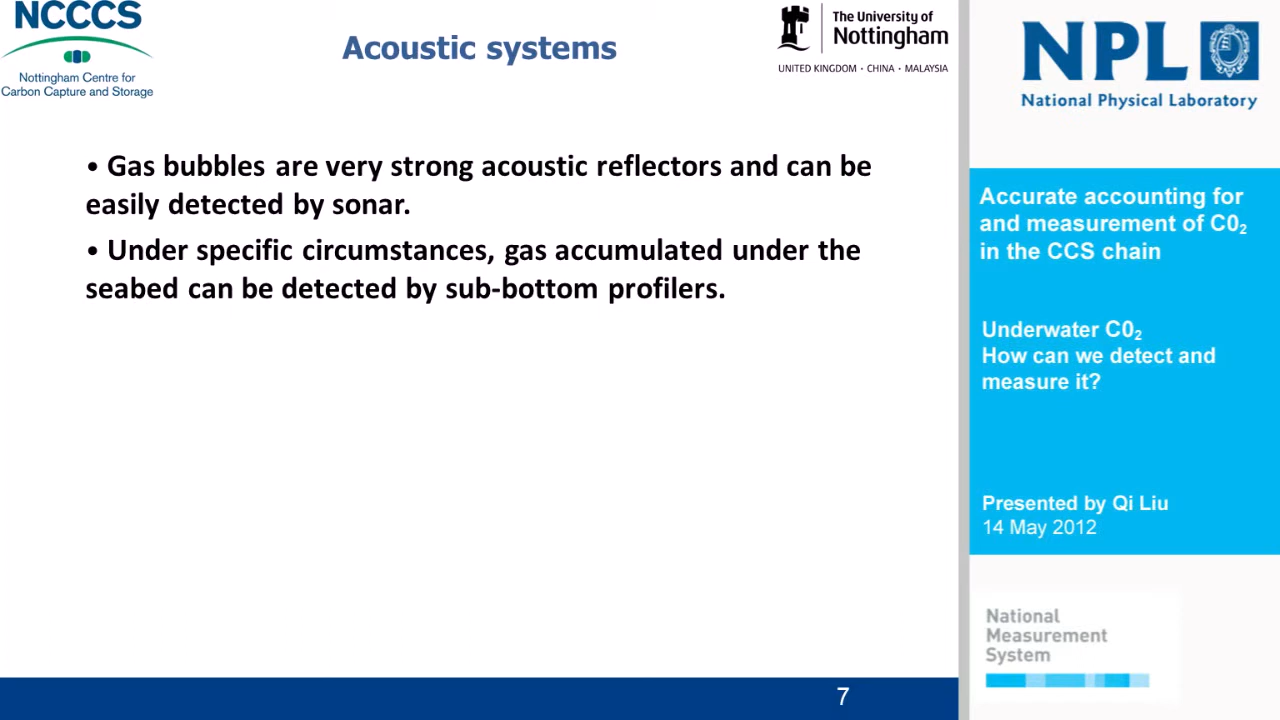 NCCCS
Nottingham Centre for
Carbon Capture and Storage
Acoustic systems
The University of
Nottingham
UNITED KINGDOM · CHINA · MALAYSIA
• Gas bubbles are very strong acoustic reflectors and can be
easily detected by sonar.
• Under specific circumstances, gas accumulated under the
seabed can be detected by sub-bottom profilers.
7
NPL
National Physical Laboratory
Accurate accounting for
and measurement of C0₂
in the CCS chain
Underwater C0₂
How can we detect and
measure it?
Presented by Qi Liu
14 May 2012
National
Measurement
System